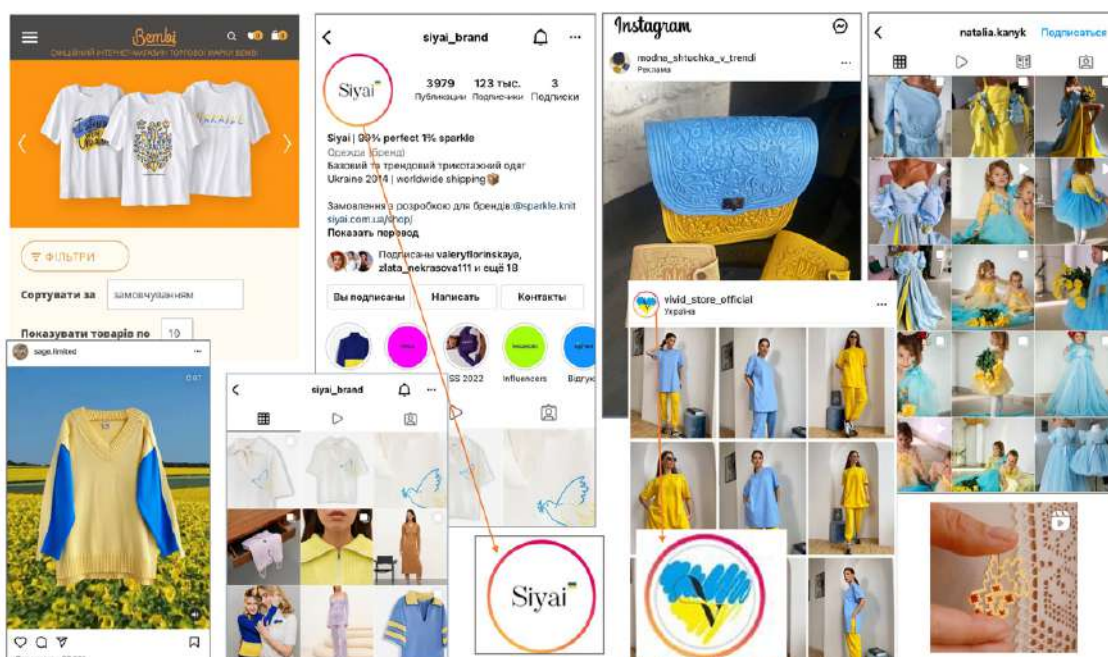 Bembi
ОФІЦІЙНИЙ ІНТЕРНЕТ-МАГАЗИН ТОРГОВОЇ МАРКИ BEMBI
ФІЛЬТРИ
Сортувати за
замовчуванням
Показувати товарів по
10
sage.limited
siyai_brand
Siyai
3979
123 тыс.
3
Публикации
Подписчики
Подписки
Siyai | 99% perfect 1% sparkle
Одежда (бренд)
Базовий та трендовий трикотажний одяг
Ukraine 2014 | worldwide shipping
Замовлення з розробкою для брендів:@sparkle.knit
siyai.com.ua/shop/
Показать перевод
Подписаны valeryflorinskaya,
zlata_nekrasova111 и ещё 18
Вы подписаны
Написать
Контакты
SS 2022
Influencers
Відгук
siyai_brand
Siyai
Instagram
modna_shtuchka_v_trendi
Реклама
vivid_store_official
Україна
natalia.kanyk
Подписаться